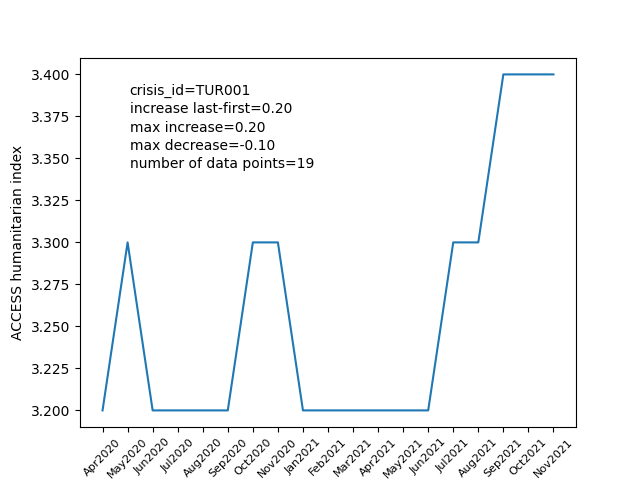 crisis_id=TUR001
increase last-first=0.20
max increase=0.20
max decrease=-0.10
number of data points=19
ACCESS humanitarian index
3.400
3.375
3.350
3.325
3.300
3.275
3.250
3.225
3.200
Apr2020
May2020
Jun2020
Jul2020
Aug2020
Sep2020
Oct2020
Nov2020
Jan2021
Feb2021
Mar2021
Apr2021
May2021
Jun2021
Jul2021
Aug2021
Sep2021
Oct2021
Nov2021